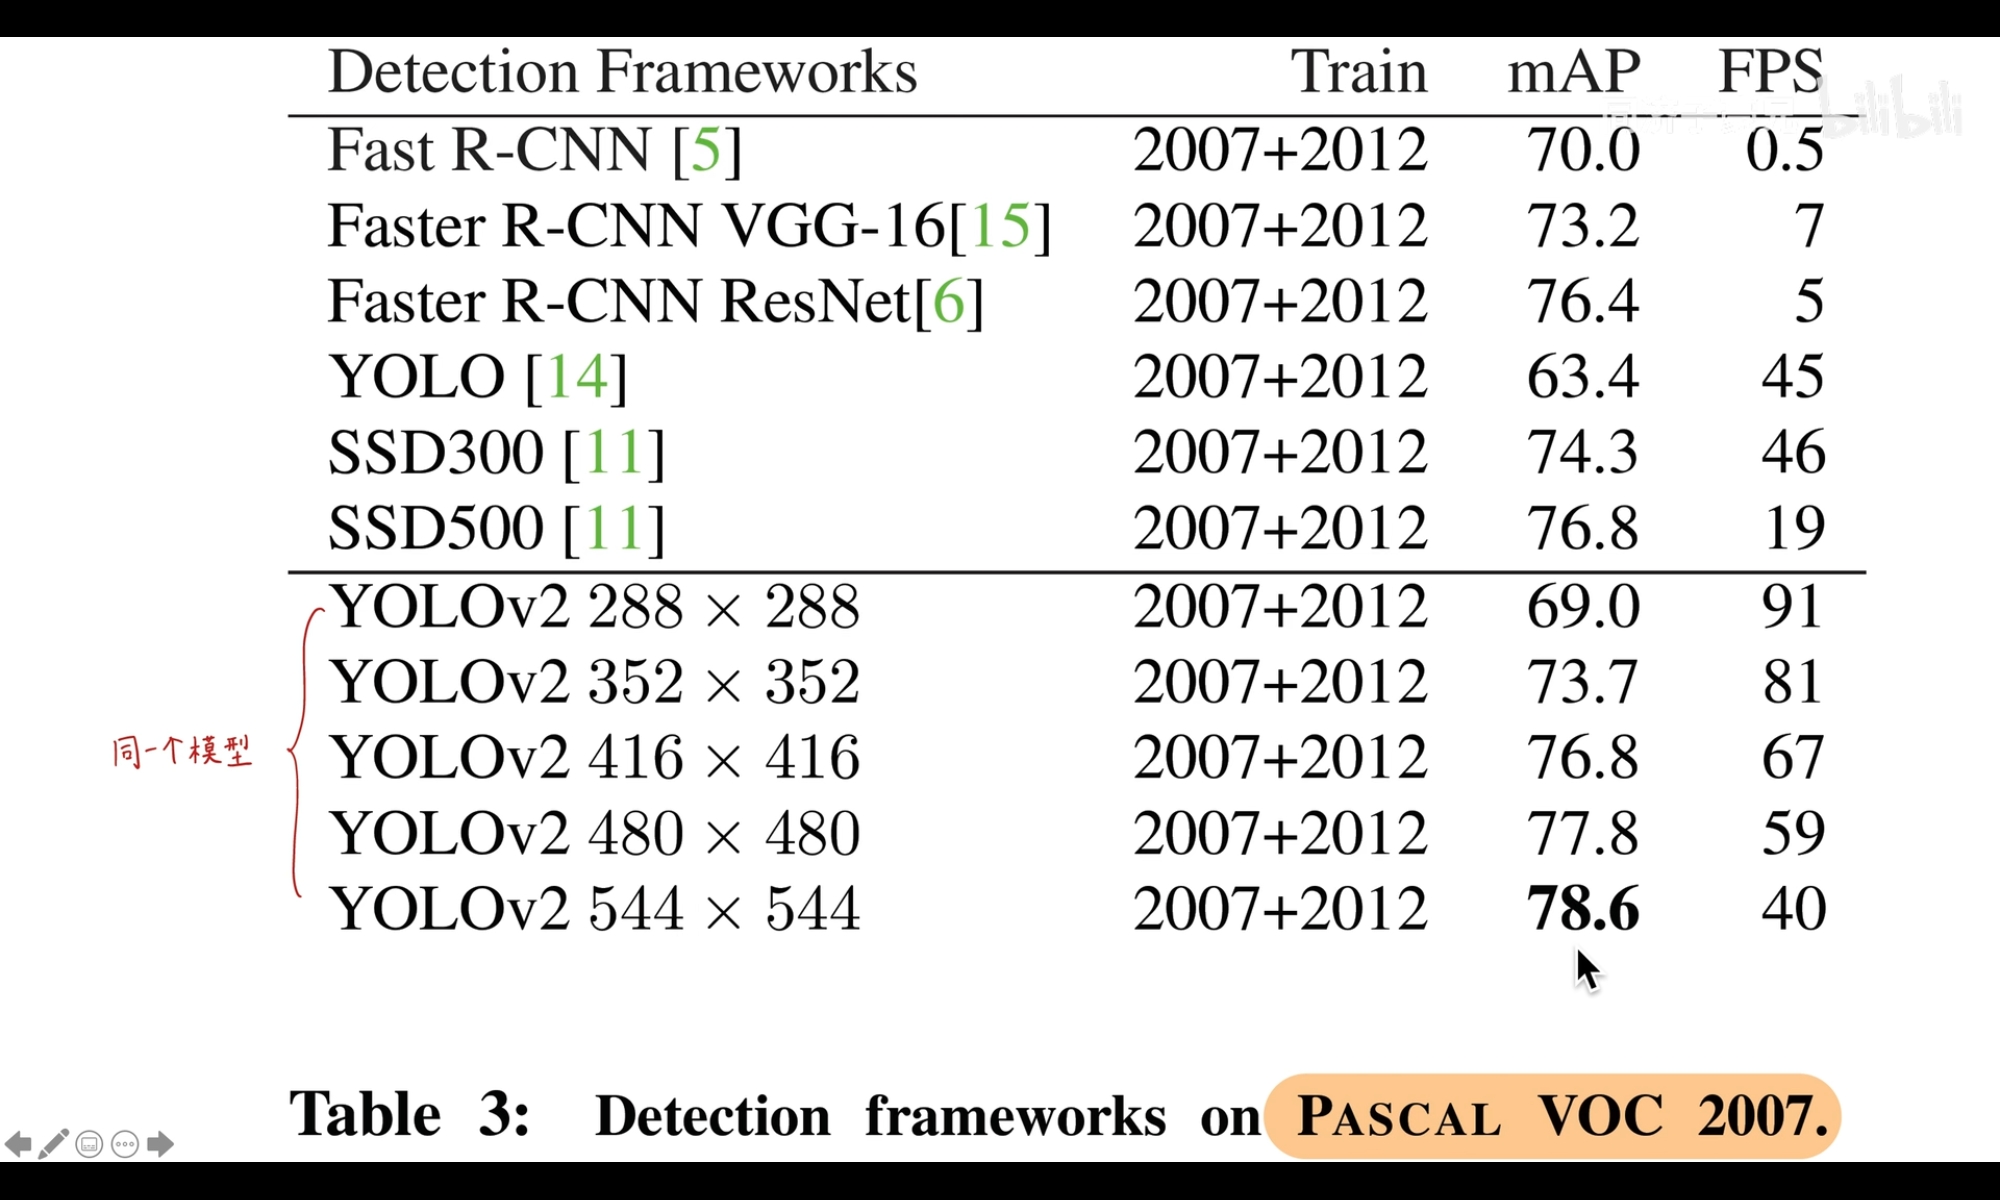 Detection Frameworks Train mAP FPS
bilibili
Fast R-CNN [5] 2007+2012 70.0 0.5
Faster R-CNN VGG-16[15] 2007+2012 73.2 7
Faster R-CNN ResNet[6] 2007+2012 76.4 5
YOLO [14] 2007+2012 63.4 45
SSD300 [11] 2007+2012 74.3 46
SSD500 [11] 2007+2012 76.8 19
YOLOv2 288 × 288 2007+2012 69.0 91
YOLOv2 352 × 352 2007+2012 73.7 81
同一个模型 YOLOv2 416 × 416 2007+2012 76.8 67
YOLOv2 480 × 480 2007+2012 77.8 59
YOLOv2 544 × 544 2007+2012 78.6 40
Table 3: Detection frameworks on PASCAL VOC 2007.